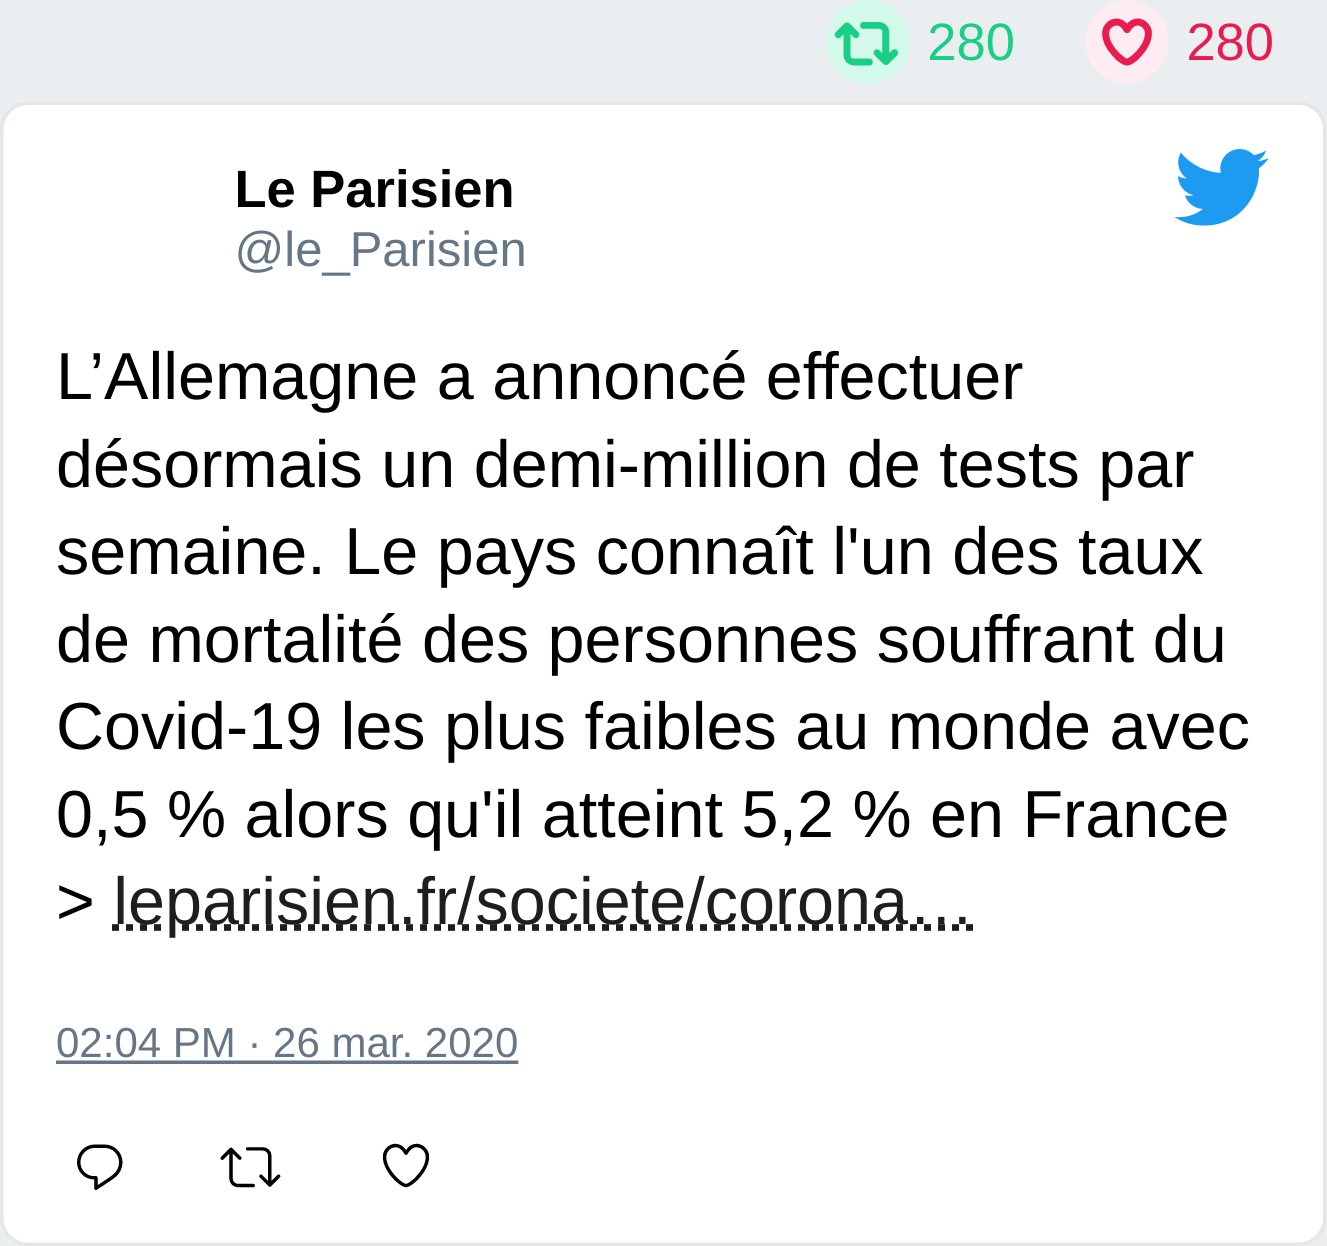 280 280
Le Parisien
@le_Parisien
L’Allemagne a annoncé effectuer
désormais un demi-million de tests par
semaine. Le pays connaît l'un des taux
de mortalité des personnes souffrant du
Covid-19 les plus faibles au monde avec
0,5 % alors qu'il atteint 5,2 % en France
> leparisien.fr/societe/corona…
02:04 PM · 26 mar. 2020